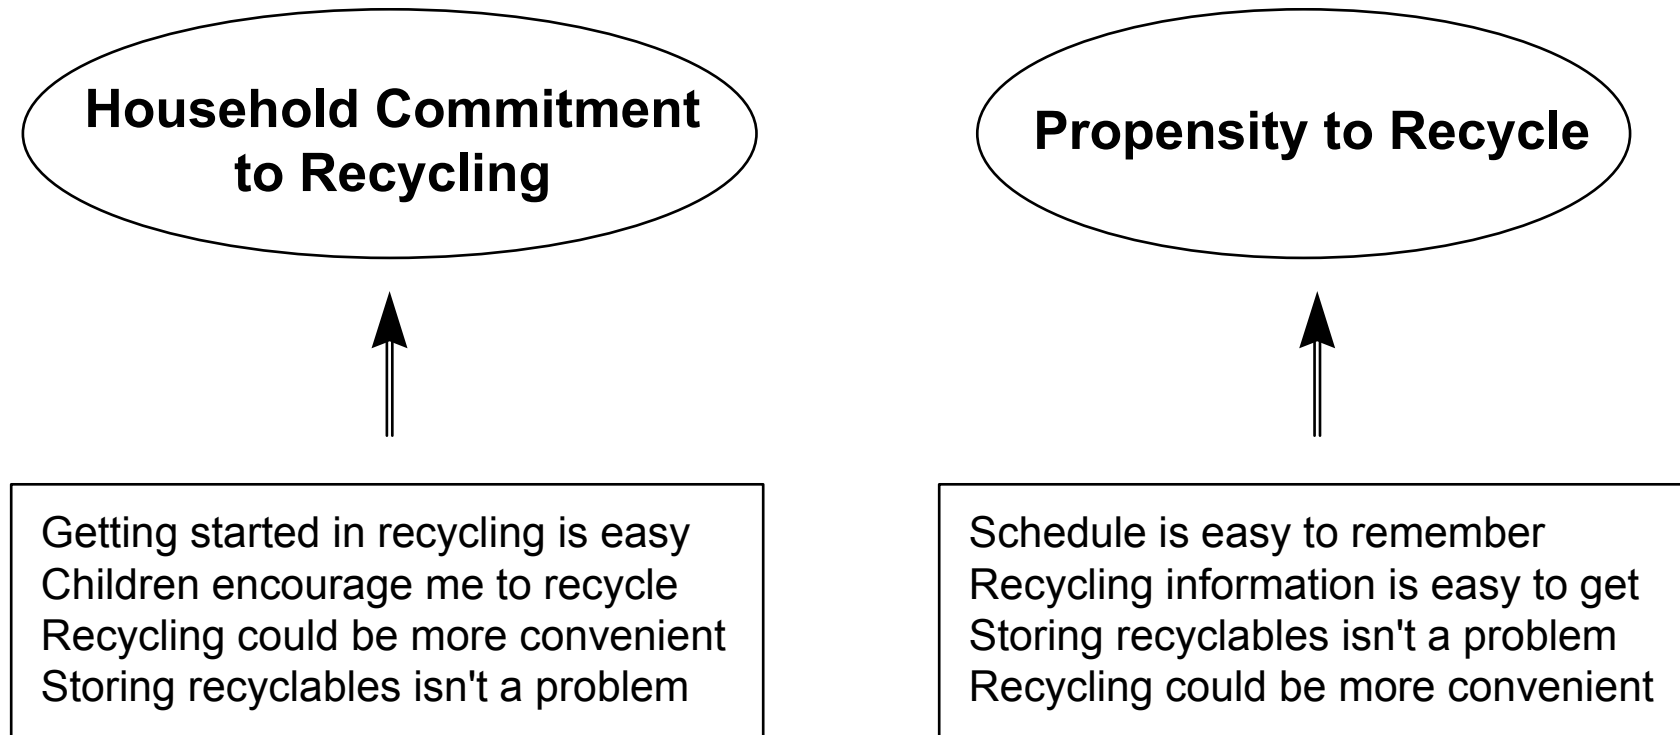 Household Commitment
to Recycling
Propensity to Recycle
Getting started in recycling is easy
Children encourage me to recycle
Recycling could be more convenient
Storing recyclables isn't a problem
Schedule is easy to remember
Recycling information is easy to get
Storing recyclables isn't a problem
Recycling could be more convenient